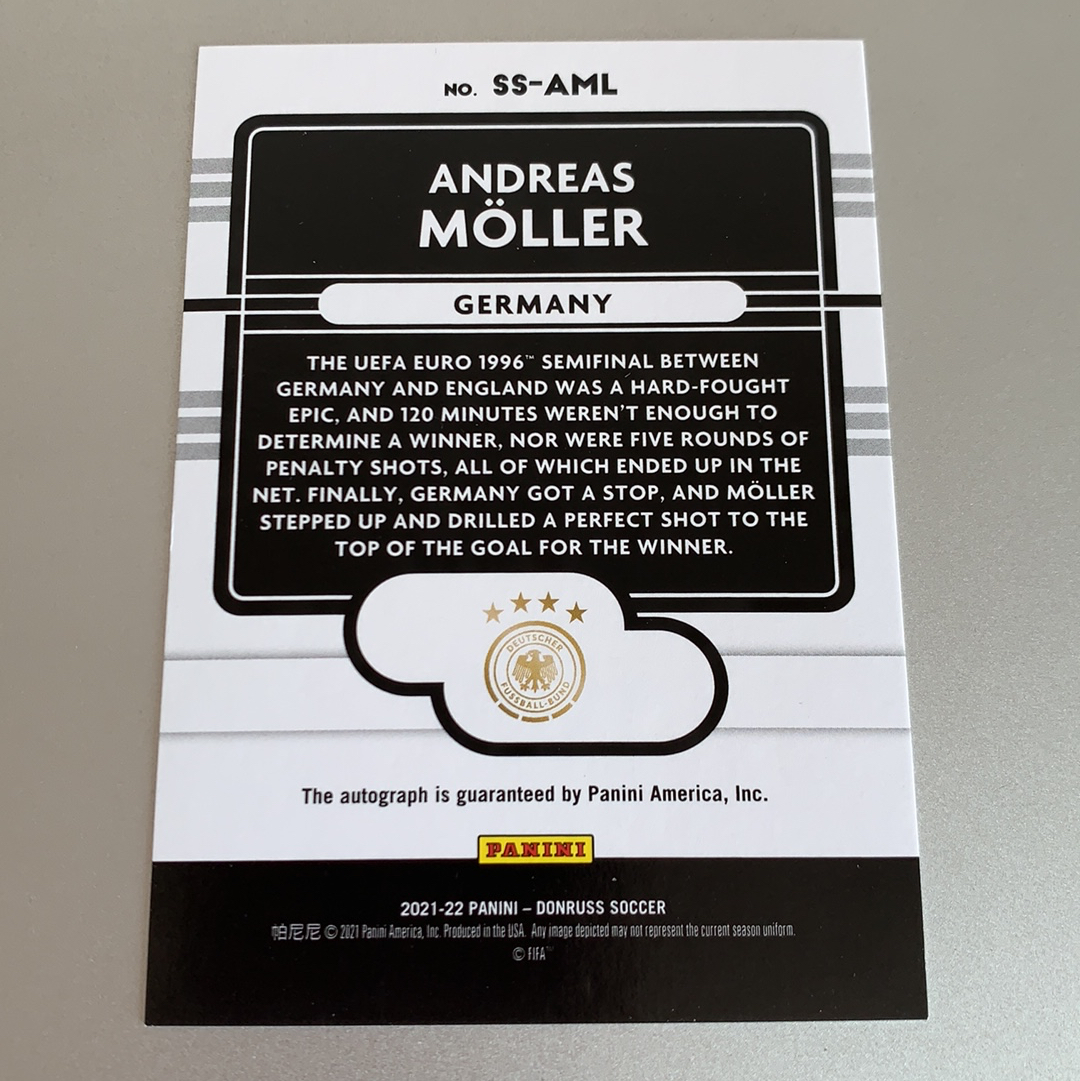 NO. SS-AML
ANDREAS
MÖLLER
GERMANY
THE UEFA EURO 1996™ SEMIFINAL BETWEEN
GERMANY AND ENGLAND WAS A HARD-FOUGHT
EPIC, AND 120 MINUTES WEREN'T ENOUGH TO
DETERMINE A WINNER, NOR WERE FIVE ROUNDS OF
PENALTY SHOTS, ALL OF WHICH ENDED UP IN THE
NET. FINALLY, GERMANY GOT A STOP, AND MÖLLER
STEPPED UP AND DRILLED A PERFECT SHOT TO THE
TOP OF THE GOAL FOR THE WINNER.
DEUTSCHER
FUSSBALL-BUND
The autograph is guaranteed by Panini America, Inc.
PANINI
2021-22 PANINI – DONRUSS SOCCER
帕尼尼 © 2021 Panini America, Inc. Produced in the USA. Any image depicted may not represent the current season uniform.
© FIFA™